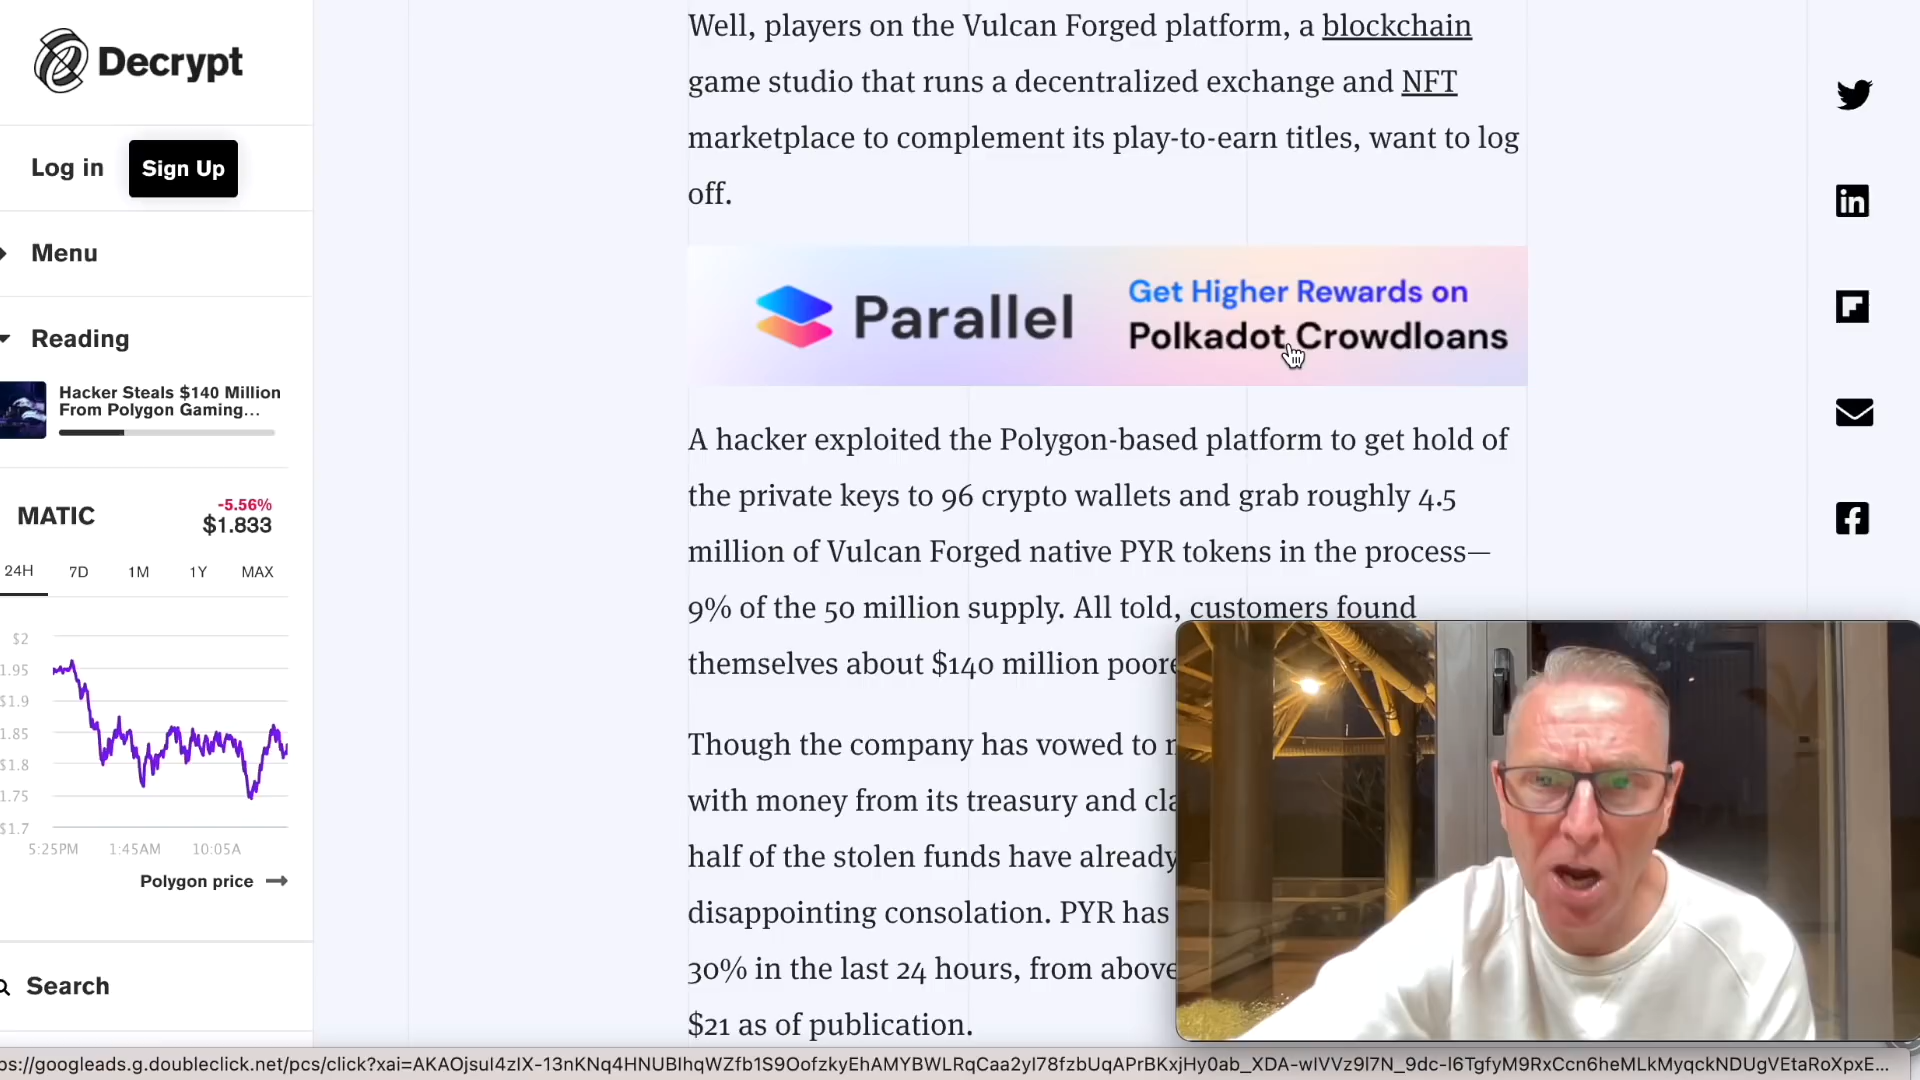 Decrypt
Log in
Sign Up
Menu
Reading
Hacker Steals $140 Million
From Polygon Gaming...
MATIC
-5.56%
$1.833
24H 7D 1M 1Y MAX
$2
1.95
$1.9
1.85
$1.8
1.75
$1.7
5:25PM 1:45AM 10:05A
Polygon price
Search
Well, players on the Vulcan Forged platform, a blockchain
game studio that runs a decentralized exchange and NFT
marketplace to complement its play-to-earn titles, want to log
off.
Parallel
Get Higher Rewards on
Polkadot Crowdloans
A hacker exploited the Polygon-based platform to get hold of
the private keys to 96 crypto wallets and grab roughly 4.5
million of Vulcan Forged native PYR tokens in the process—
9% of the 50 million supply. All told, customers found
themselves about $140 million poore
Though the company has vowed to
with money from its treasury and cla
half of the stolen funds have already
disappointing consolation. PYR has
30% in the last 24 hours, from above
$21 as of publication.
in